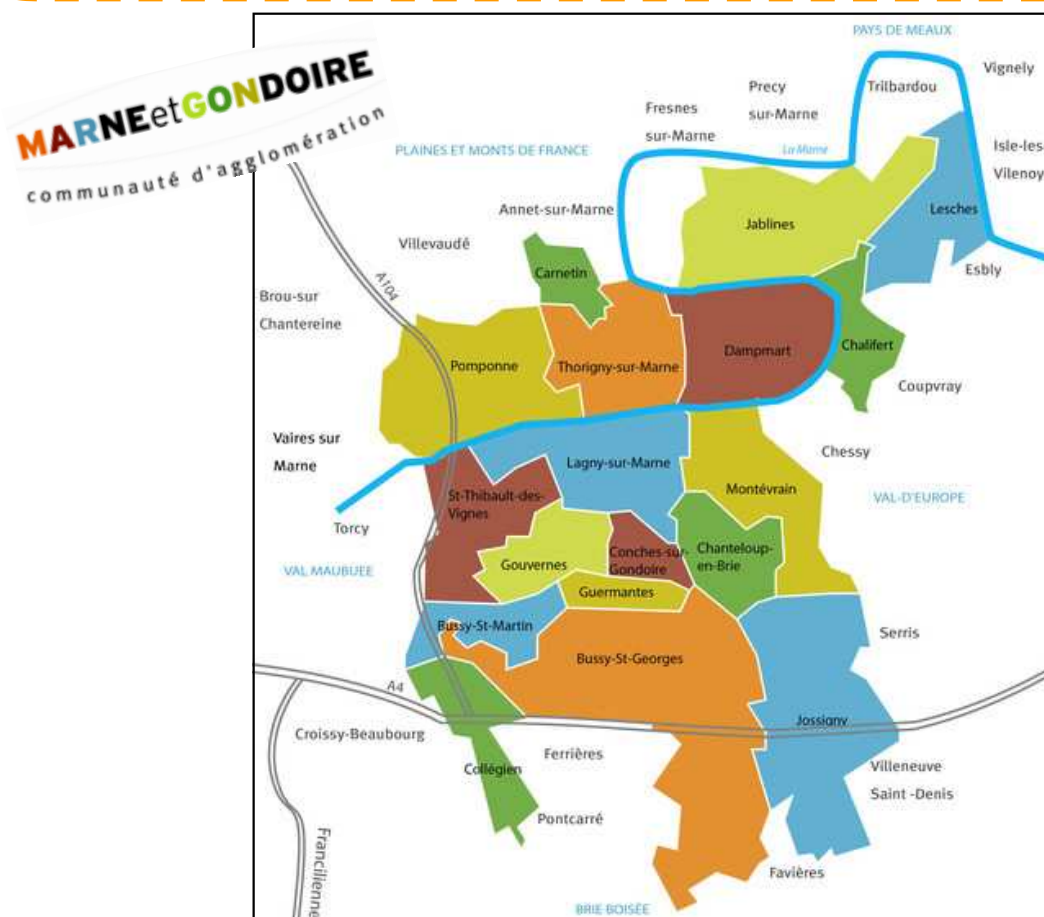 MARNEetGONDOIRE
communauté d'agglomération
PAYS DE MEAUX
Vignely
Trilbardou
Precy
sur-Marne
Fresnes
sur-Marne
La Marne
Isle-les
Vilenoy
PLAINES ET MONTS DE FRANCE
Annet-sur-Marne
Jablines
Lesches
Villevaudé
Esbly
Carnetin
A104
Brou-sur
Chantereine
Pomponne
Thorigny-sur-Marne
Dampmart
Chalifert
Coupvray
Vaires sur
Marne
Chessy
Lagny-sur-Marne
Montévrain
VAL-D'EUROPE
St-Thibault-des-
Vignes
Torcy
Conches-sur-
Gondoire
Chanteloup-
en-Brie
VAL MAUBUEE
Gouvernes
Guermantes
Bussy-St-Martin
Serris
Bussy-St-Georges
A4
Jossigny
Croissy-Beaubourg
Ferrières
Collégien
Villeneuve
Saint -Denis
Pontcarré
Francilienne
Favières
BRIE BOISÉE